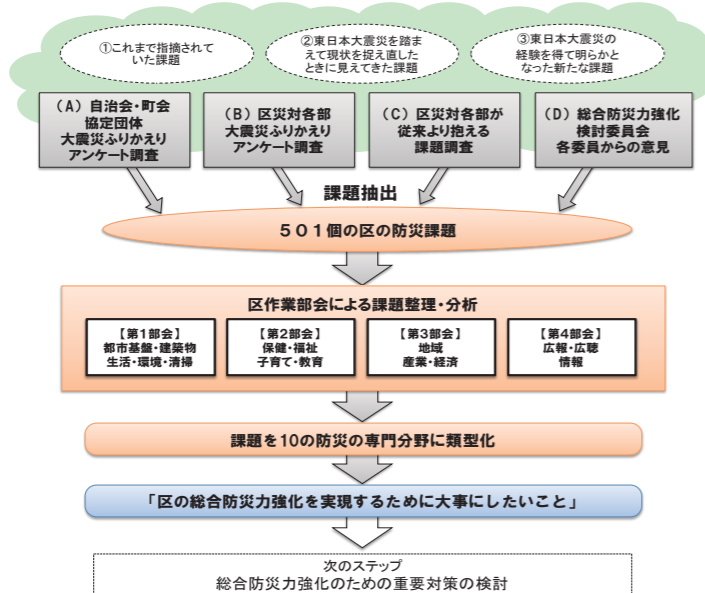 ①これまで指摘されて
いた課題
②東日本大震災を踏ま
えて現状を捉え直した
ときに見えてきた課題
③東日本大震災の
経験を得て明らかと
なった新たな課題
（A）自治会・町会
協定団体
大震災ふりかえり
アンケート調査
（B）区災対各部
大震災ふりかえり
アンケート調査
（C）区災対各部が
従来より抱える
課題調査
（D）総合防災力強化
検討委員会
各委員からの意見
課題抽出
５０１個の区の防災課題
区作業部会による課題整理・分析
【第1部会】
都市基盤・建築物
生活・環境・清掃
【第2部会】
保健・福祉
子育て・教育
【第3部会】
地域
産業・経済
【第4部会】
広報・広聴
情報
課題を10の防災の専門分野に類型化
「区の総合防災力強化を実現するために大事にしたいこと」
次のステップ
総合防災力強化のための重要対策の検討